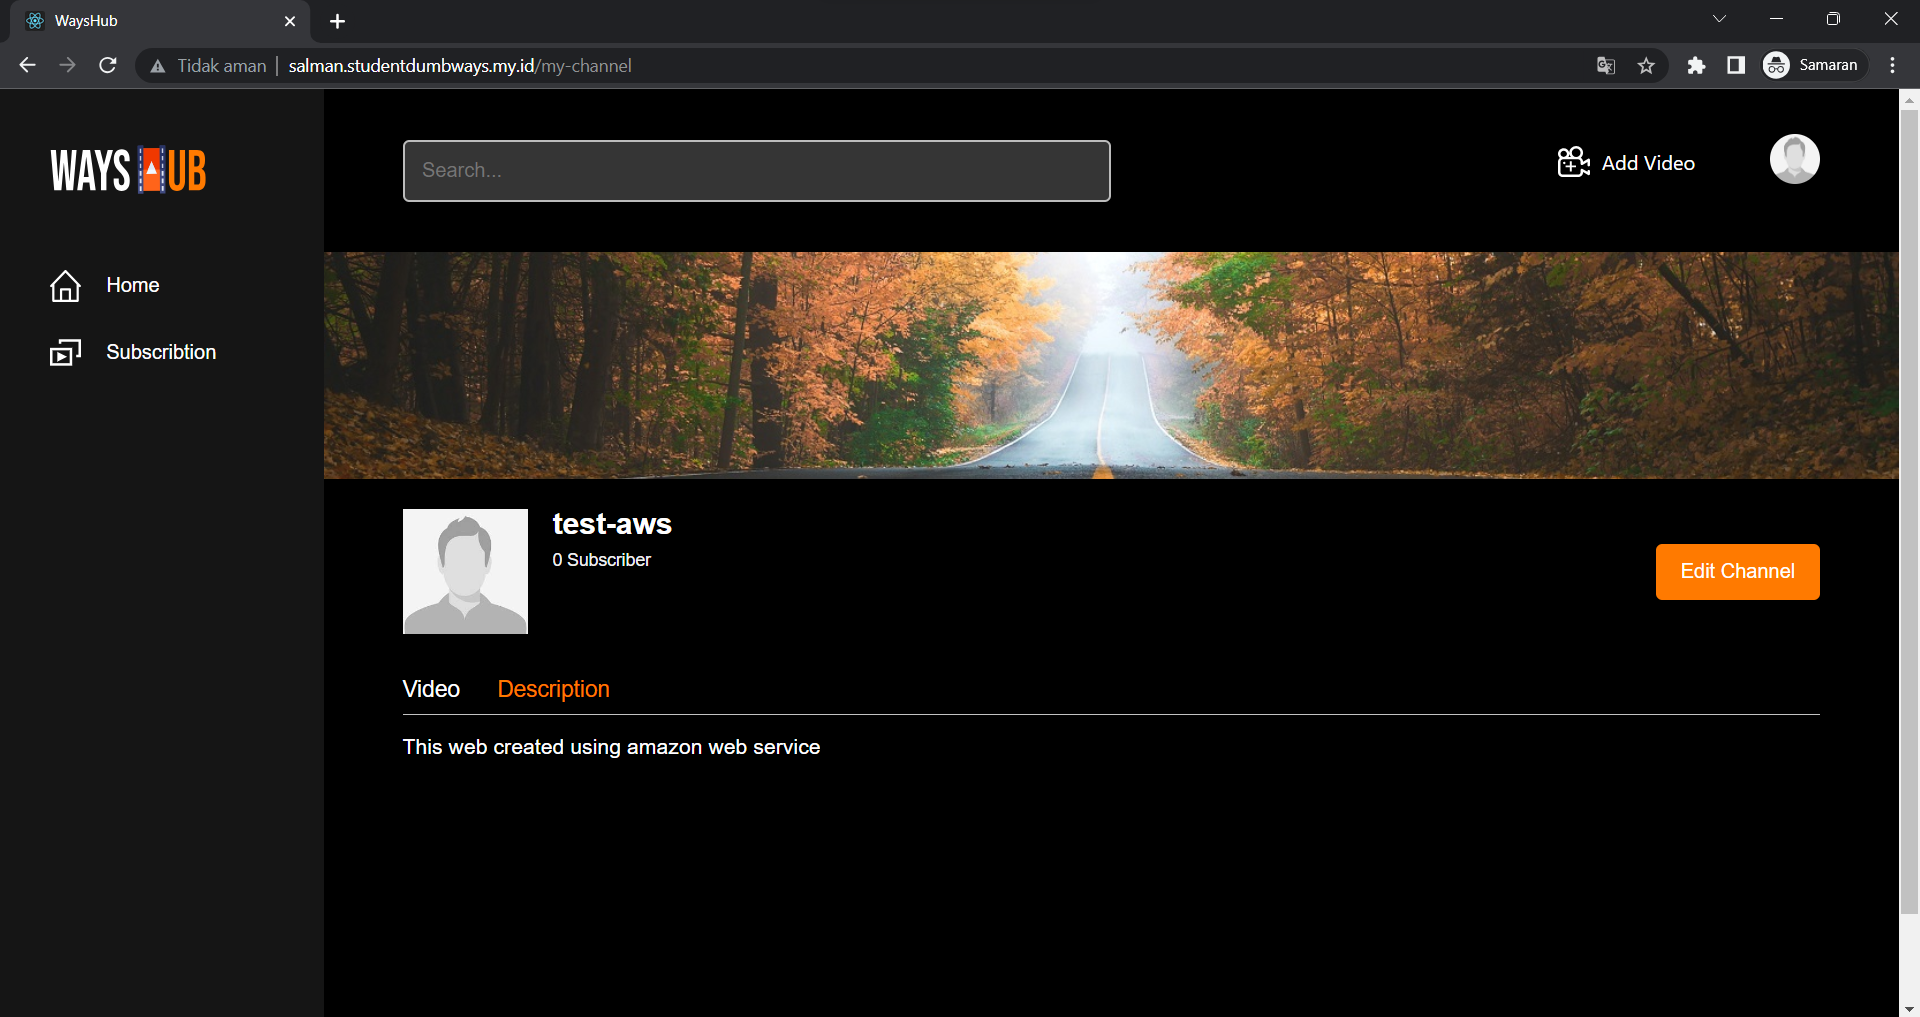 WaysHub
Tidak aman
salman.studentdumbways.my.id/my-channel
Samaran
WAYS UB
Search...
Add Video
Home
Subscribtion
test-aws
0 Subscriber
Edit Channel
Video
Description
This web created using amazon web service